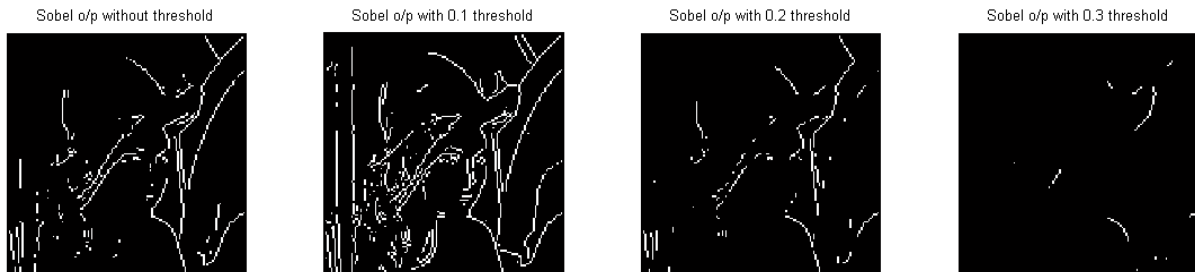 Sobel o/p without threshold
Sobel o/p with 0.1 threshold
Sobel o/p with 0.2 threshold
Sobel o/p with 0.3 threshold